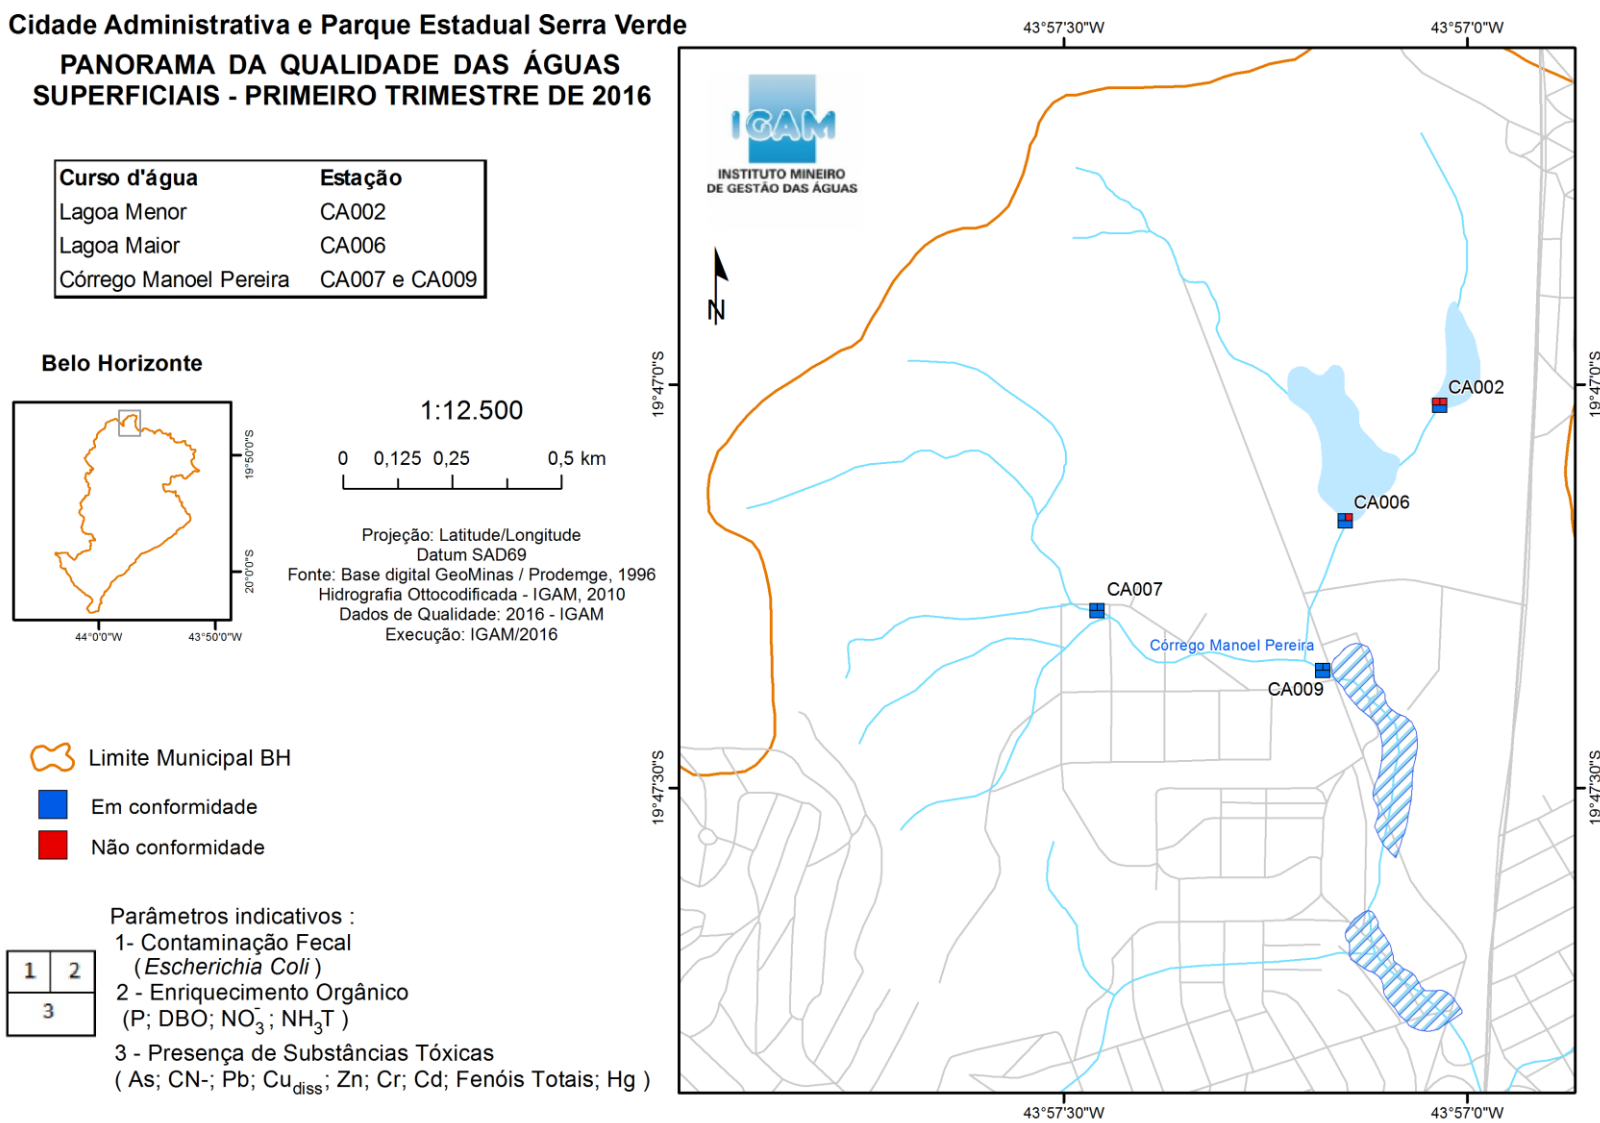 Cidade Administrativa e Parque Estadual Serra Verde
PANORAMA DA QUALIDADE DAS ÁGUAS
SUPERFICIAIS - PRIMEIRO TRIMESTRE DE 2016
Curso d'água Estação
Lagoa Menor CA002
Lagoa Maior CA006
Córrego Manoel Pereira CA007 e CA009
Belo Horizonte
19°50'0"S
20°0'0"S
44°0'0"W 43°50'0"W
1:12.500
0 0,125 0,25 0,5 km
Projeção: Latitude/Longitude
Datum SAD69
Fonte: Base digital GeoMinas / Prodemge, 1996
Hidrografia Ottocodificada - IGAM, 2010
Dados de Qualidade: 2016 - IGAM
Execução: IGAM/2016
Limite Municipal BH
Em conformidade
Não conformidade
Parâmetros indicativos :
1- Contaminação Fecal
(Escherichia Coli)
2 - Enriquecimento Orgânico
(P; DBO; NO3-; NH3T )
3 - Presença de Substâncias Tóxicas
( As; CN-; Pb; Cudiss; Zn; Cr; Cd; Fenóis Totais; Hg )
1 2
3
43°57'30"W 43°57'0"W
IGAM
INSTITUTO MINEIRO
DE GESTÃO DAS ÁGUAS
N
19°47'0"S
19°47'0"S
CA002
CA006
CA007
Córrego Manoel Pereira
CA009
19°47'30"S
19°47'30"S
43°57'30"W 43°57'0"W